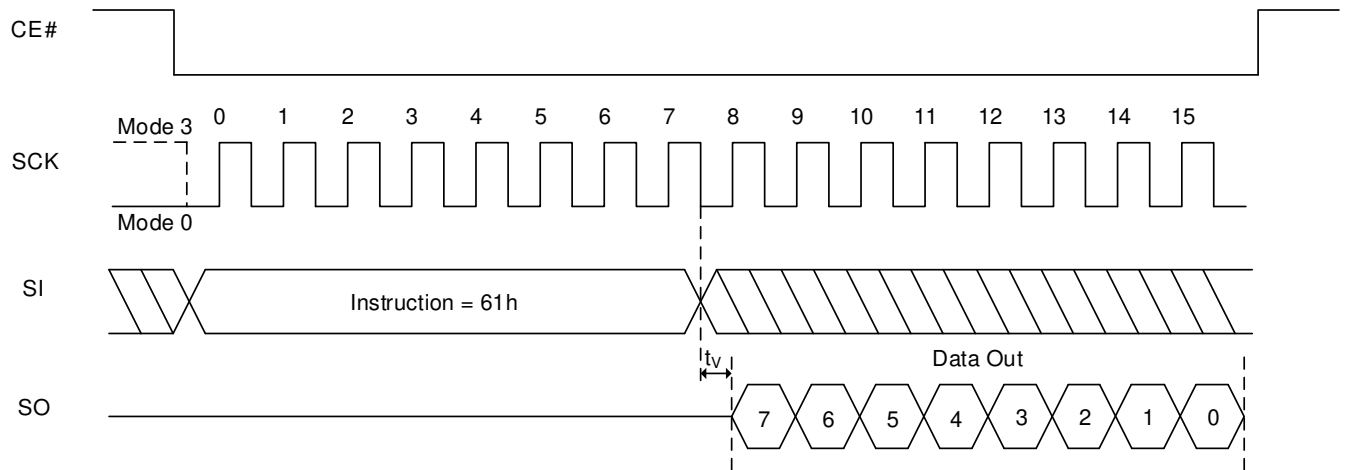 CE#
0 1 2 3 4 5 6 7 8 9 10 11 12 13 14 15
Mode 3
SCK
Mode 0
SI
Instruction = 61h
tV
Data Out
SO
7 6 5 4 3 2 1 0